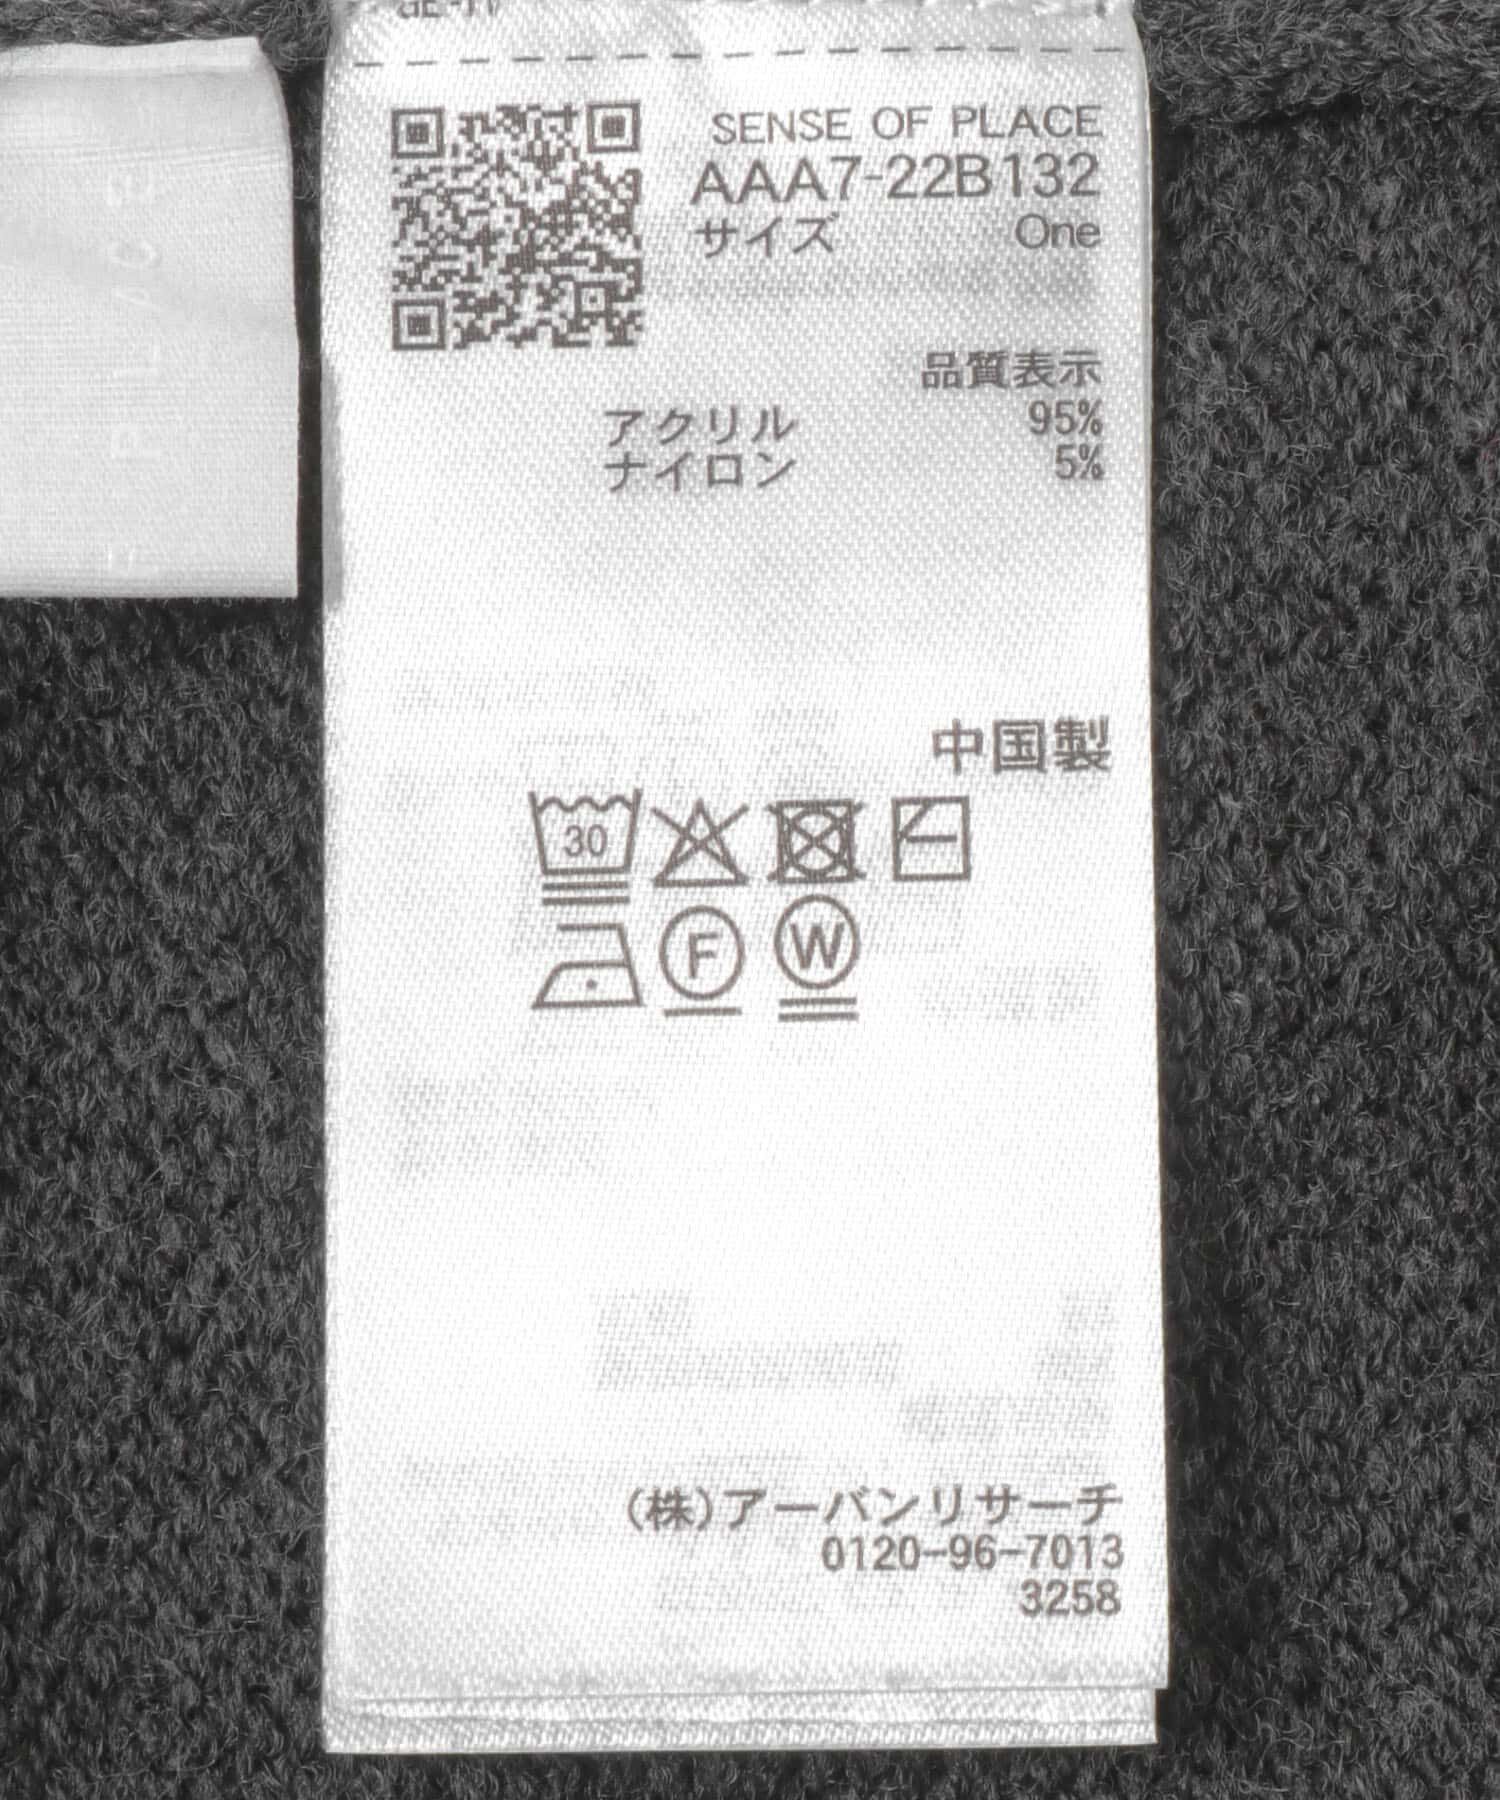 SENSE OF PLACE
AAA7-22B132
サイズ One
品質表示
アクリル 95%
ナイロン 5%
中国製
30
F W
(株)アーバンリサーチ
0120-96-7013
3258
PLACE